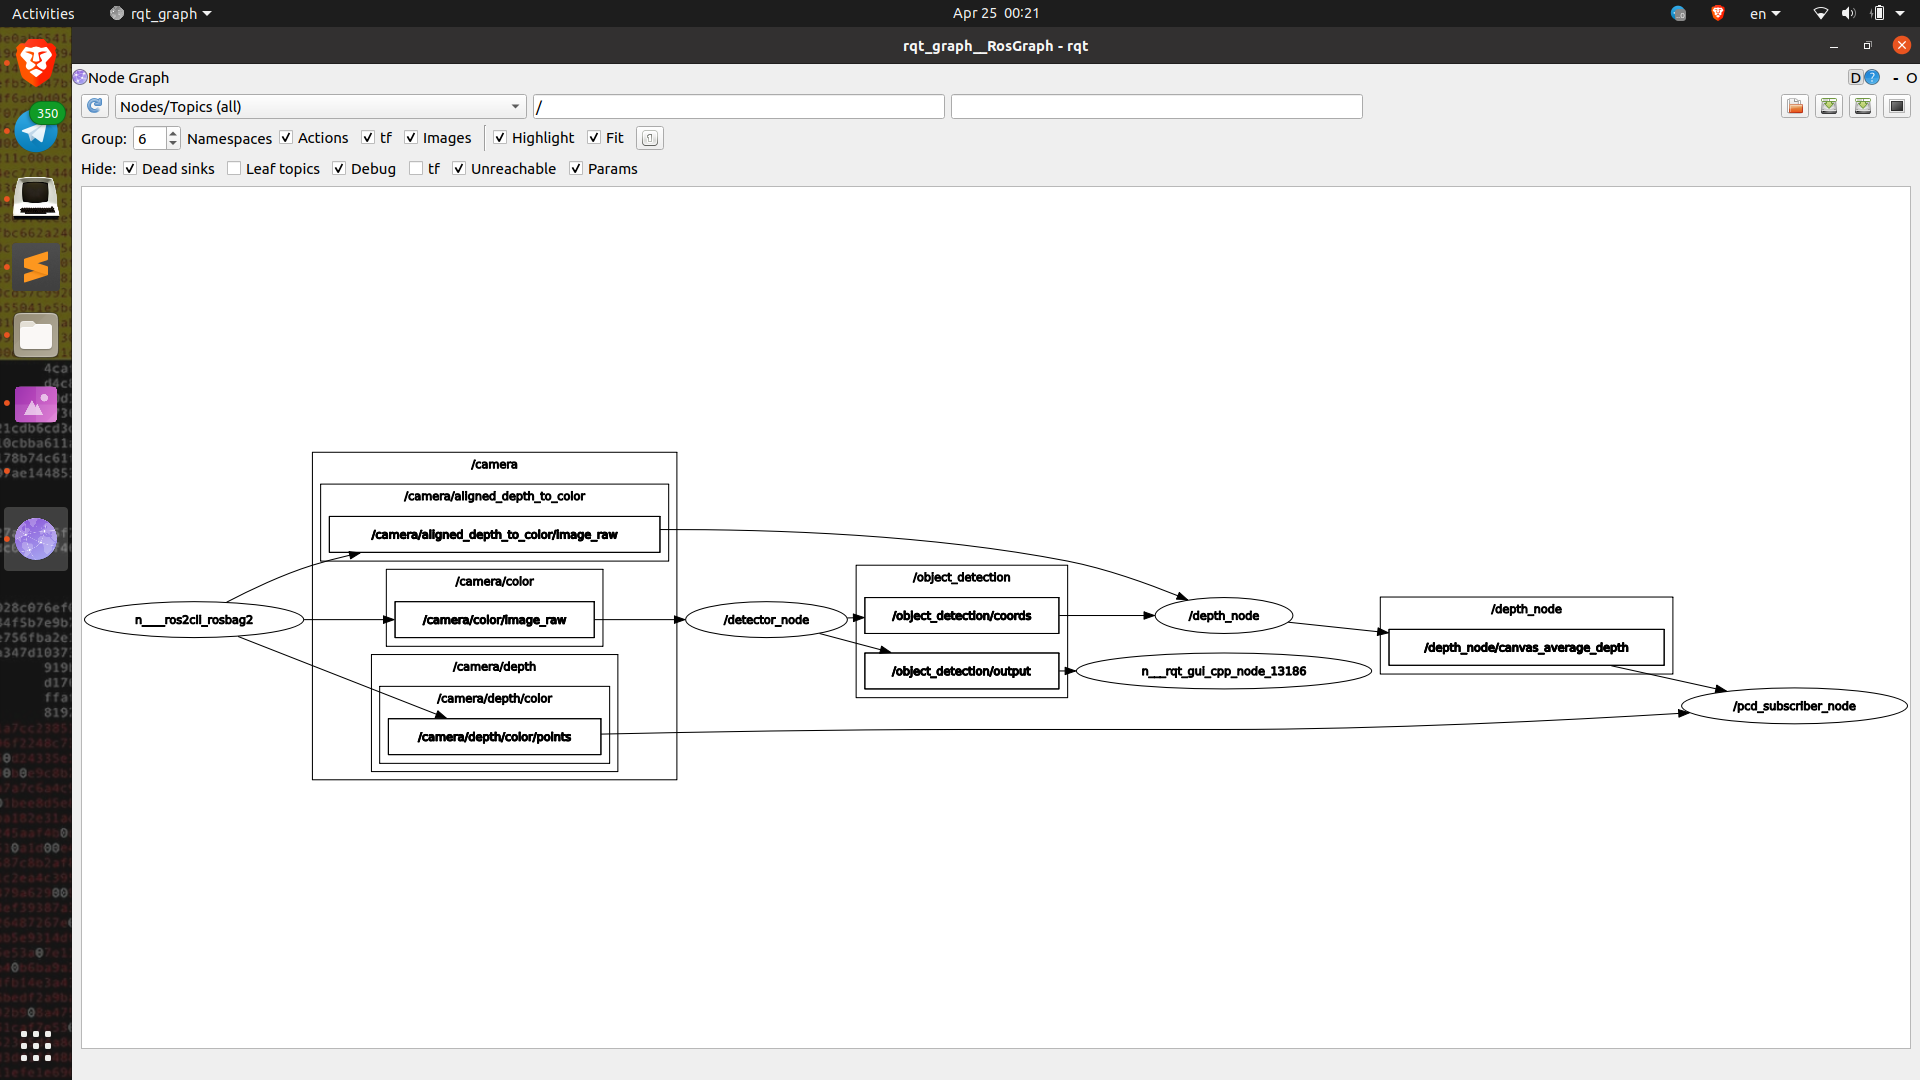 Activities rqt_graph Apr 25 00:21 en
rqt_graph__RosGraph - rqt
350
Node Graph D ? - O
Nodes/Topics (all) /
Group: 6 Namespaces Actions tf Images Highlight Fit
Hide: Dead sinks Leaf topics Debug tf Unreachable Params
/camera
/camera/aligned_depth_to_color
/camera/aligned_depth_to_color/image_raw
/camera/color
/camera/color/image_raw
n____ros2cli_rosbag2
/camera/depth
/camera/depth/color
/camera/depth/color/points
/detector_node
/object_detection
/object_detection/coords
/object_detection/output
/depth_node
n___rqt_gui_cpp_node_13186
/depth_node
/depth_node/canvas_average_depth
/pcd_subscriber_node